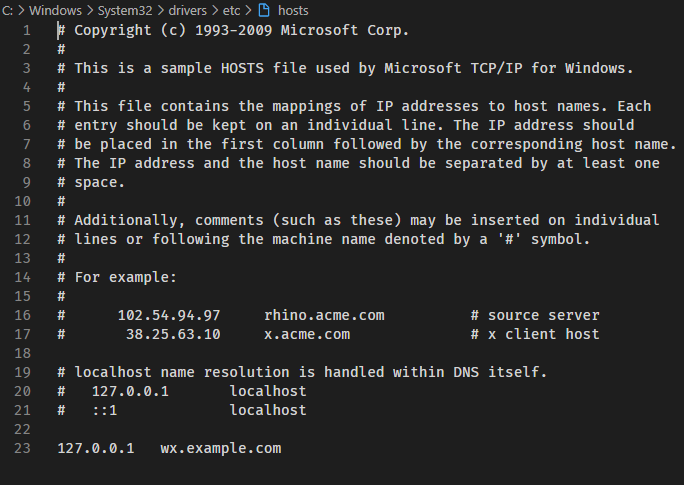 C: > Windows > System32 > drivers > etc > hosts
1 # Copyright (c) 1993-2009 Microsoft Corp.
2 #
3 # This is a sample HOSTS file used by Microsoft TCP/IP for Windows.
4 #
5 # This file contains the mappings of IP addresses to host names. Each
6 # entry should be kept on an individual line. The IP address should
7 # be placed in the first column followed by the corresponding host name.
8 # The IP address and the host name should be separated by at least one
9 # space.
10 #
11 # Additionally, comments (such as these) may be inserted on individual
12 # lines or following the machine name denoted by a '#' symbol.
13 #
14 # For example:
15 #
16 #      102.54.94.97     rhino.acme.com          # source server
17 #       38.25.63.10     x.acme.com              # x client host
18
19 # localhost name resolution is handled within DNS itself.
20 #   127.0.0.1       localhost
21 #   ::1             localhost
22
23 127.0.0.1   wx.example.com